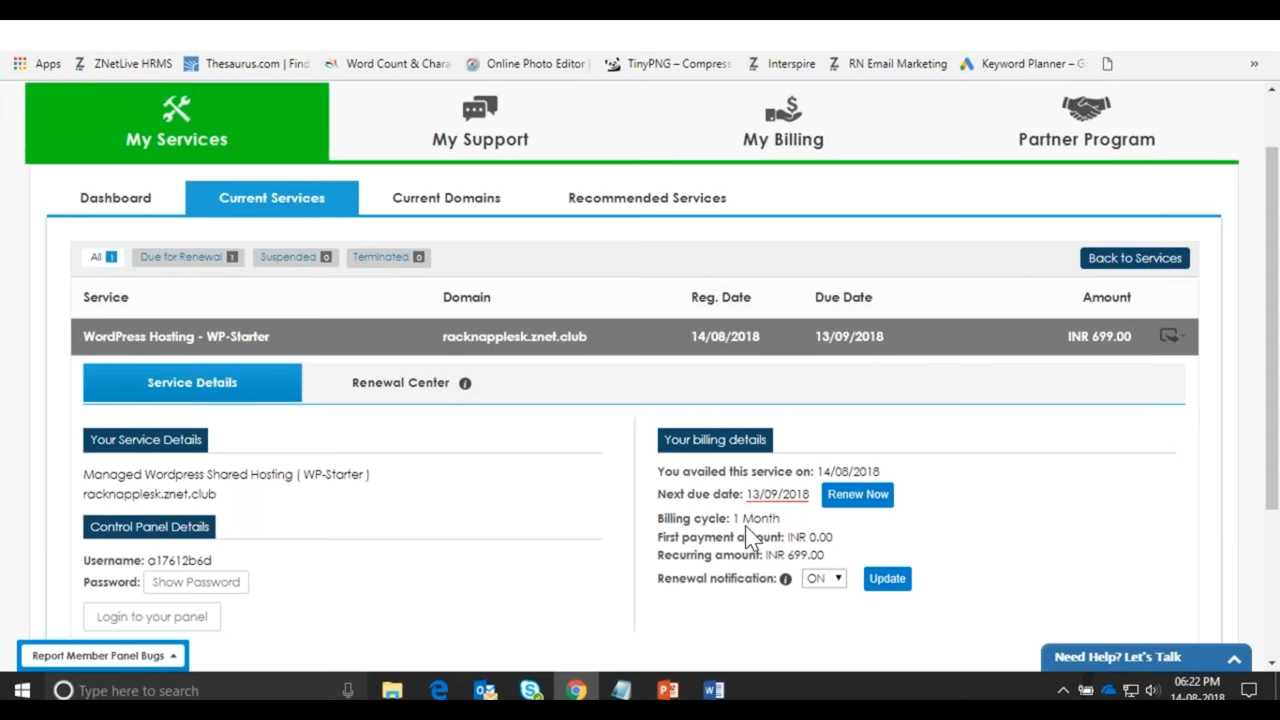 Apps ZNetLive HRMS Thesaurus.com | Find Word Count & Chara Online Photo Editor | TinyPNG – Compress Interspire RN Email Marketing Keyword Planner – G »
My Services My Support My Billing Partner Program
Dashboard Current Services Current Domains Recommended Services
All 1 Due for Renewal 1 Suspended 0 Terminated 0 Back to Services
Service Domain Reg. Date Due Date Amount
WordPress Hosting - WP-Starter racknapplesk.znet.club 14/08/2018 13/09/2018 INR 699.00
Service Details Renewal Center i
Your Service Details
Managed Wordpress Shared Hosting ( WP-Starter )
racknapplesk.znet.club
Control Panel Details
Username: a17612b6d
Password: Show Password
Login to your panel
Your billing details
You availed this service on: 14/08/2018
Next due date: 13/09/2018 Renew Now
Billing cycle: 1 Month
First payment amount: INR 0.00
Recurring amount: INR 699.00
Renewal notification: i ON Update
Report Member Panel Bugs
Need Help? Let's Talk
Type here to search
06:22 PM
14-08-2018